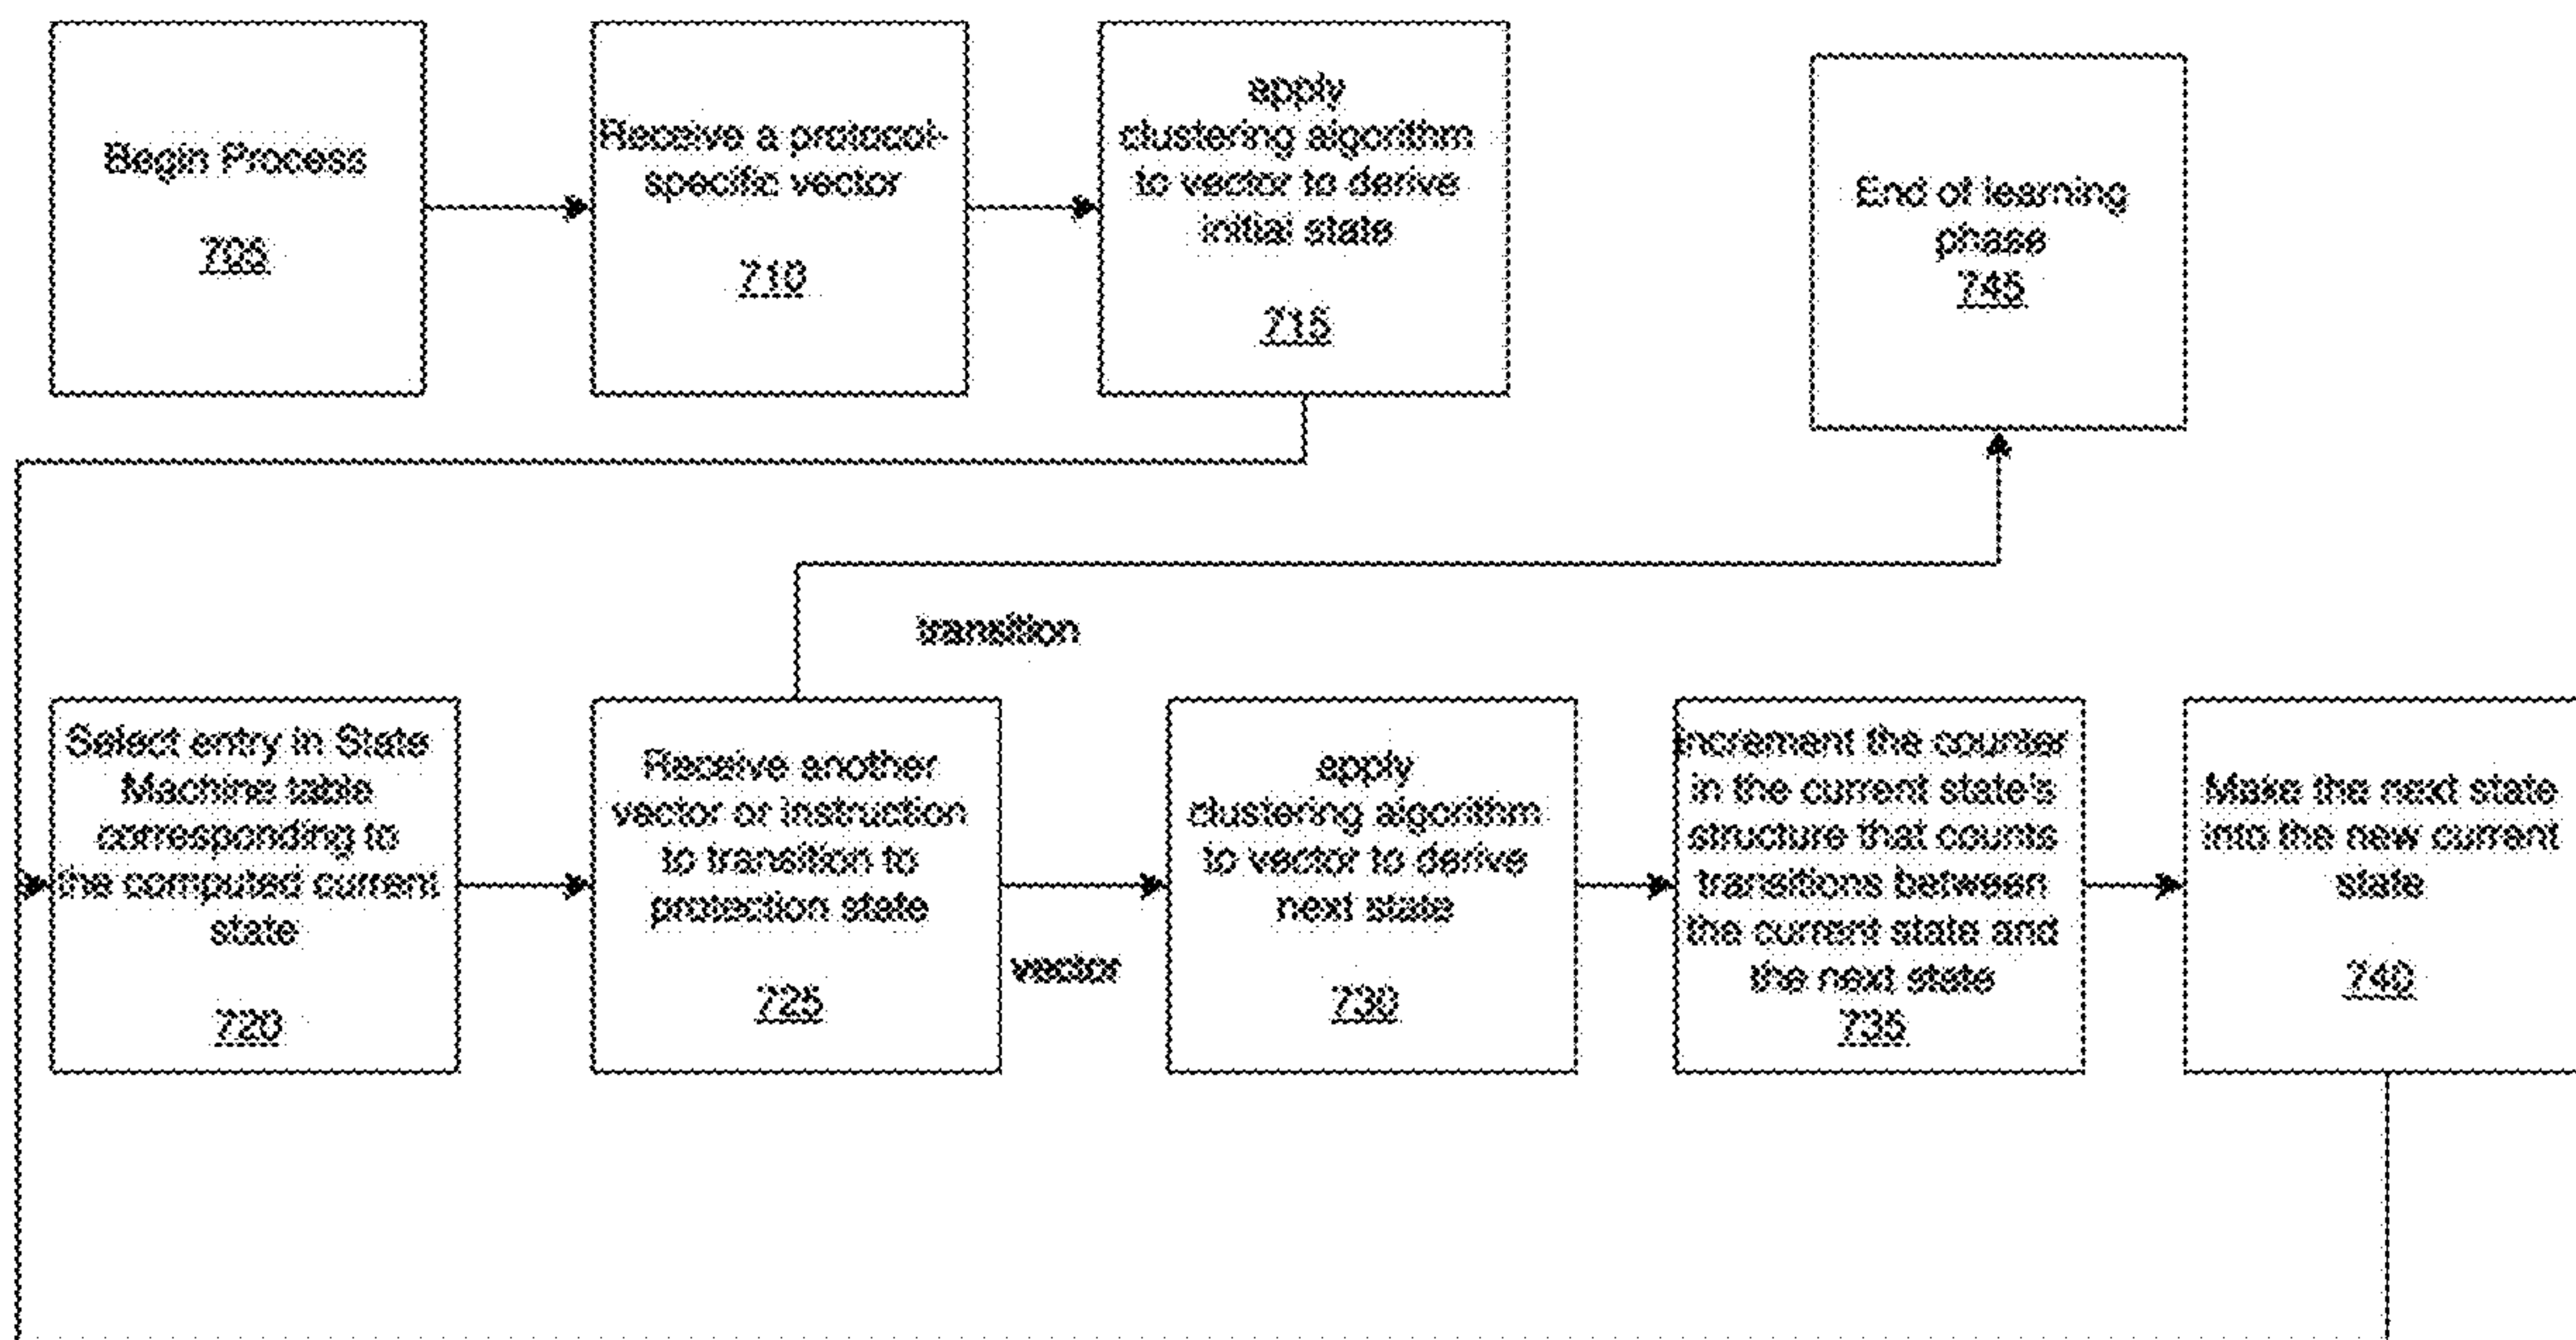 Begin Process
705
Receive a protocol-
specific vector
710
apply
clustering algorithm
to vector to derive
initial state
715
End of learning
phase
745
transition
Select entry in State
Machine table
corresponding to
the computed current
state
720
Receive another
vector or instruction
to transition to
protection state
725
vector
apply
clustering algorithm
to vector to derive
next state
730
Increment the counter
in the current state's
structure that counts
transitions between
the current state and
the next state
735
Make the next state
into the new current
state
740